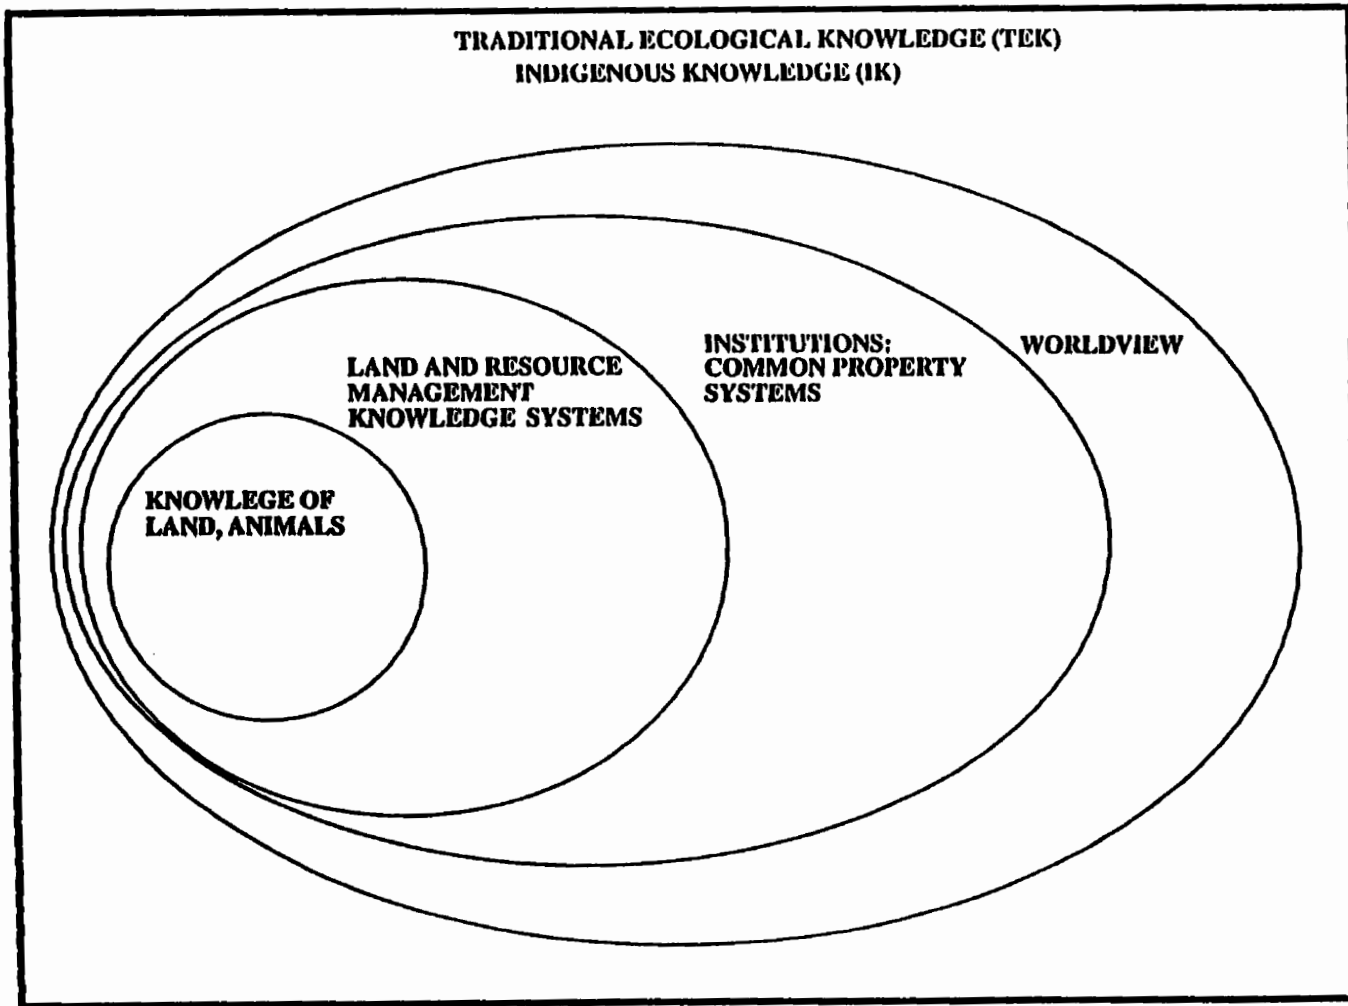 TRADITIONAL ECOLOGICAL KNOWLEDGE (TEK)
INDIGENOUS KNOWLEDGE (IK)
LAND AND RESOURCE
MANAGEMENT
KNOWLEDGE SYSTEMS
INSTITUTIONS:
COMMON PROPERTY
SYSTEMS
WORLDVIEW
KNOWLEGE OF
LAND, ANIMALS